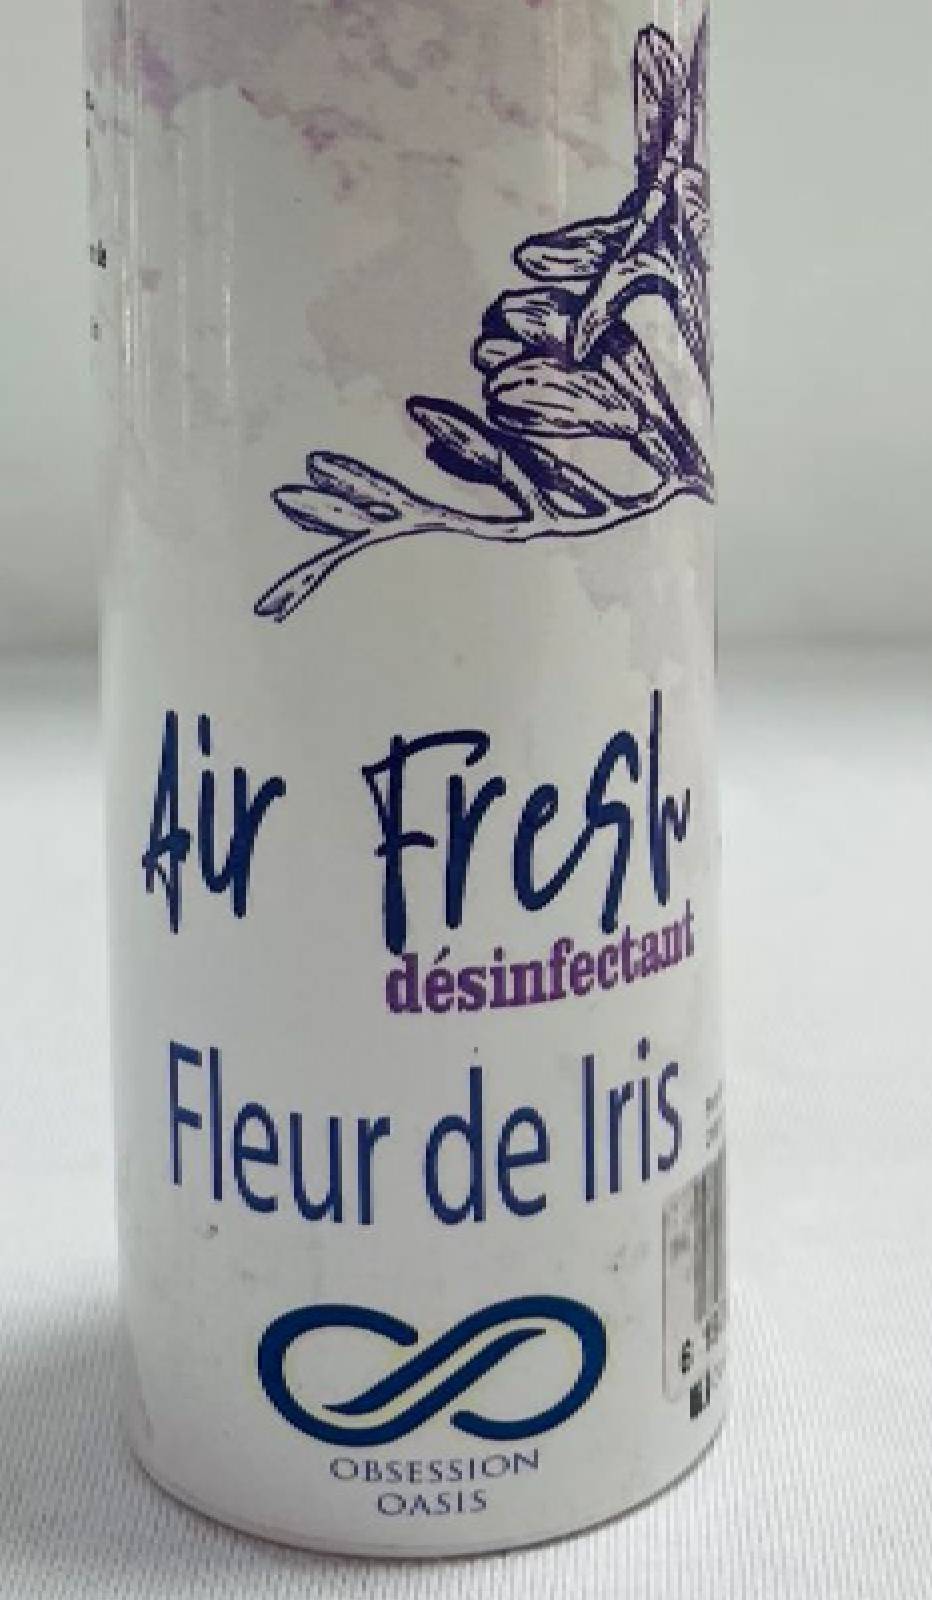 Air Fresh
désinfectant
Fleur de Iris
OBSESSION
OASIS